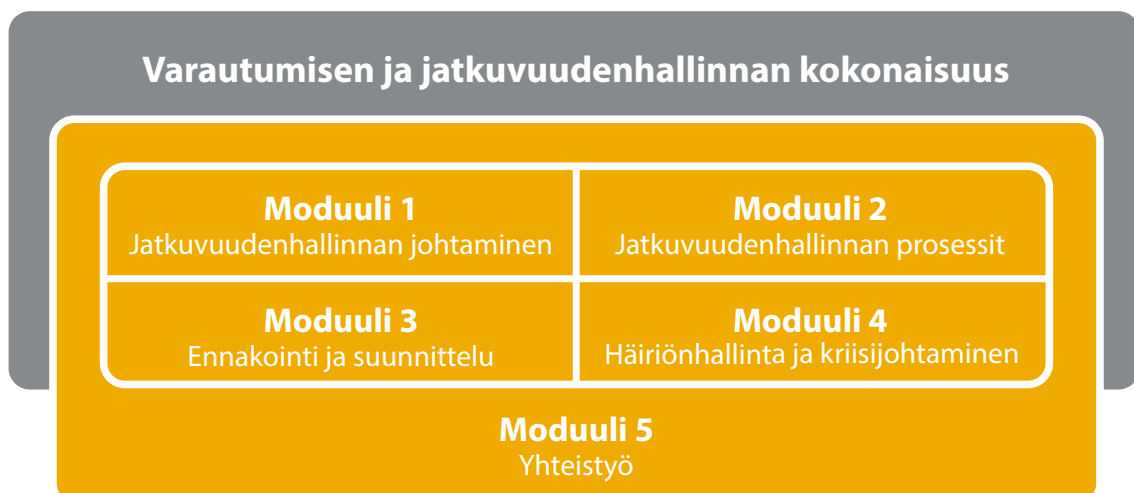 Varautumisen ja jatkuvuudenhallinnan kokonaisuus
Moduuli 1
Jatkuvuudenhallinnan johtaminen
Moduuli 2
Jatkuvuudenhallinnan prosessit
Moduuli 3
Ennakointi ja suunnittelu
Moduuli 4
Häiriönhallinta ja kriisijohtaminen
Moduuli 5
Yhteistyö